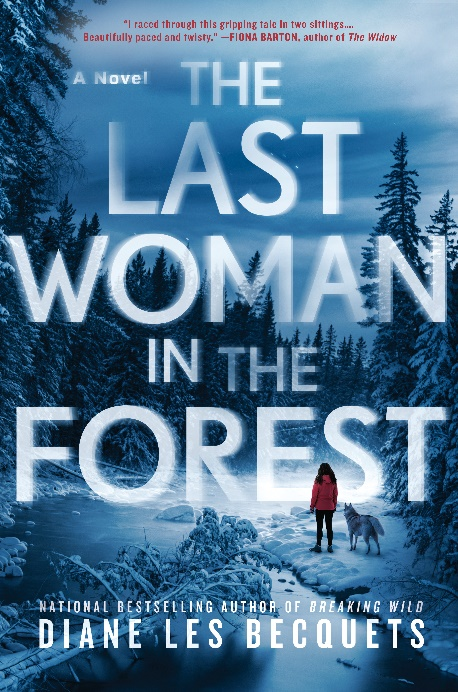 "I raced through this gripping tale in two sittings....
Beautifully paced and twisty." —FIONA BARTON, author of The Widow
A Novel
THE
LAST
WOMAN
IN THE
FOREST
NATIONAL BESTSELLING AUTHOR OF BREAKING WILD
DIANE LES BECQUETS